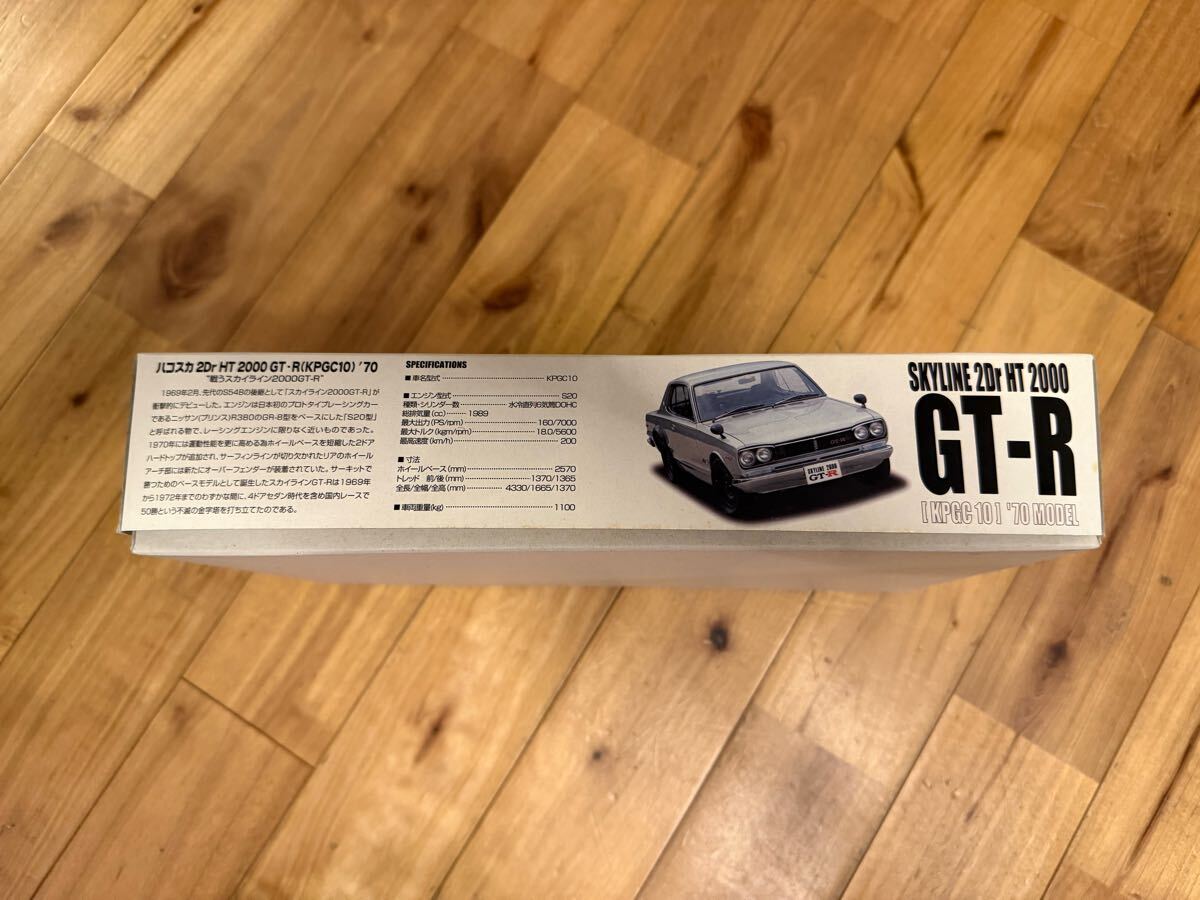 ハコスカ 2Dr HT 2000 GT-R(KPGC10) '70
"戦うスカイライン2000GT-R"
1969年2月、先代のS54Bの後継として「スカイライン2000GT-R」が
衝撃的にデビューした。エンジンは日本初のプロトタイプレーシングカー
であるニッサン(プリンス)R380のGR-8型をベースにした「S20型」
と呼ばれる物で、レーシングエンジンに限りなく近いものであった。
1970年には運動性能を更に高める為ホイールベースを短縮した2ドア
ハードトップが追加され、サーフィンラインが切り欠かれたリアのホイール
アーチ部には新たにオーバーフェンダーが装着されていた。サーキットで
勝つためのベースモデルとして誕生したスカイラインGT-Rは1969年
から1972年までのわずかな間に、4ドアセダン時代を含め国内レースで
50勝という不滅の金字塔を打ち立てたのである。
SPECIFICATIONS
■車名型式 KPGC10
■エンジン型式 S20
種類・シリンダー数 水冷直列6気筒DOHC
総排気量(cc) 1989
最大出力(PS/rpm) 160/7000
最大トルク(kgm/rpm) 18.0/5600
最高速度(km/h) 200
■寸法
ホイールベース(mm) 2570
トレッド 前/後(mm) 1370/1365
全長/全幅/全高(mm) 4330/1665/1370
■車両重量(kg) 1100
GT-R
SKYLINE 2000
GT-R
SKYLINE 2Dr HT 2000
GT-R
[KPGC10] '70 MODEL